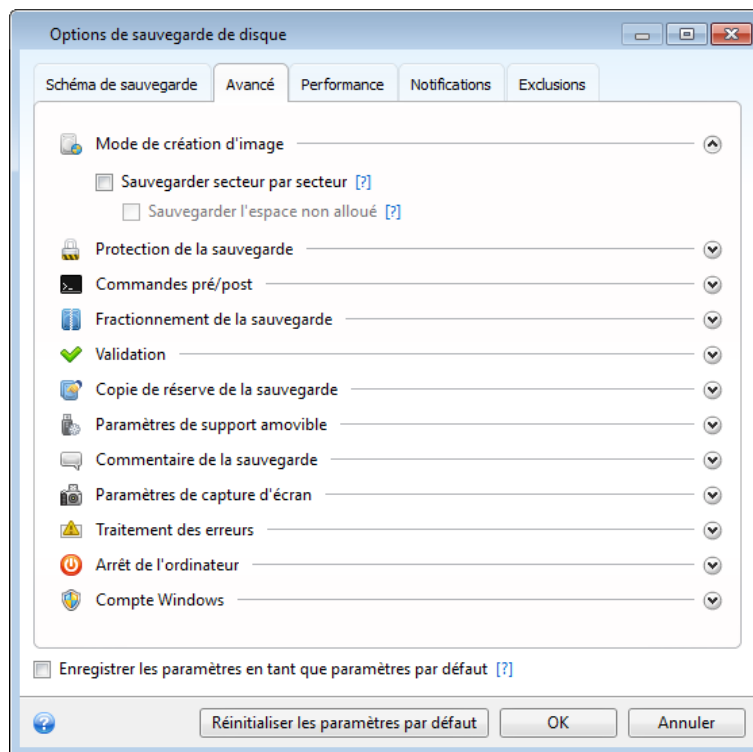 Options de sauvegarde de disque
Schéma de sauvegarde Avancé Performance Notifications Exclusions
Mode de création d'image
Sauvegarder secteur par secteur [?]
Sauvegarder l'espace non alloué [?]
Protection de la sauvegarde
Commandes pré/post
Fractionnement de la sauvegarde
Validation
Copie de réserve de la sauvegarde
Paramètres de support amovible
Commentaire de la sauvegarde
Paramètres de capture d'écran
Traitement des erreurs
Arrêt de l'ordinateur
Compte Windows
Enregistrer les paramètres en tant que paramètres par défaut [?]
Réinitialiser les paramètres par défaut OK Annuler